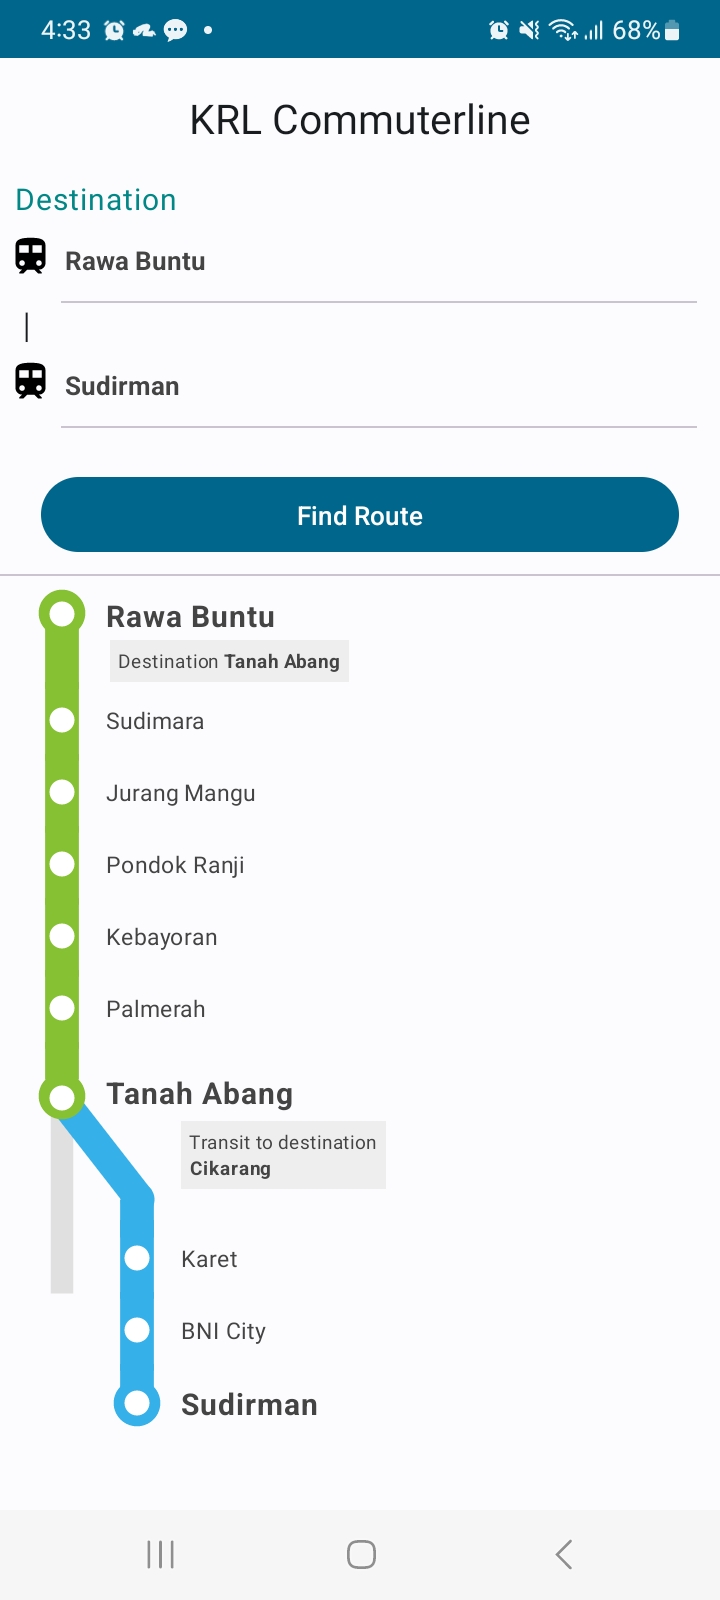 4:33
68%
KRL Commuterline
Destination
Rawa Buntu
Sudirman
Find Route
Rawa Buntu
Destination Tanah Abang
Sudimara
Jurang Mangu
Pondok Ranji
Kebayoran
Palmerah
Tanah Abang
Transit to destination
Cikarang
Karet
BNI City
Sudirman